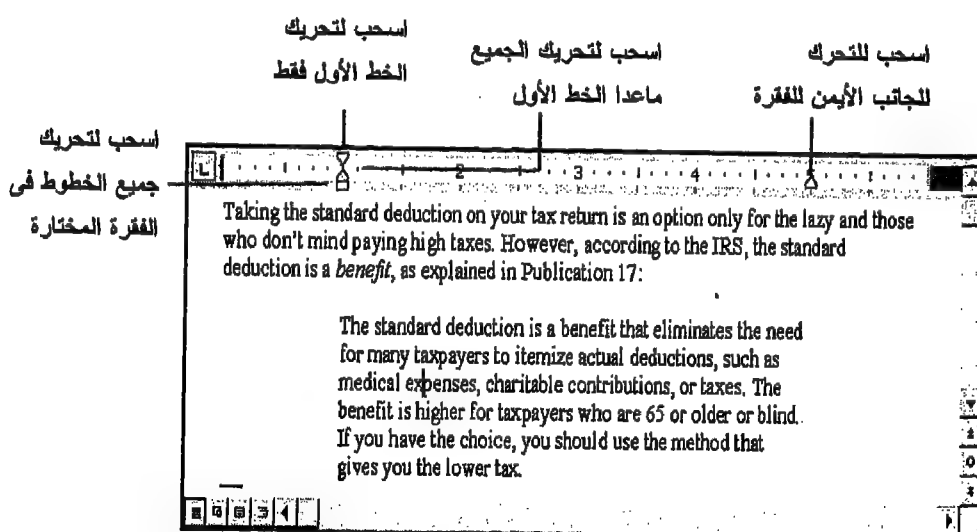 اسحب لتحريك
الخط الأول فقط
اسحب لتحريك الجميع
ماعدا الخط الأول
اسحب للتحرك
للجانب الأيمن للفقرة
اسحب لتحريك
جميع الخطوط فى
الفقرة المختارة
2 3 4
Taking the standard deduction on your tax return is an option only for the lazy and those
who don't mind paying high taxes. However, according to the IRS, the standard
deduction is a benefit, as explained in Publication 17:
The standard deduction is a benefit that eliminates the need
for many taxpayers to itemize actual deductions, such as
medical expenses, charitable contributions, or taxes. The
benefit is higher for taxpayers who are 65 or older or blind.
If you have the choice, you should use the method that
gives you the lower tax.